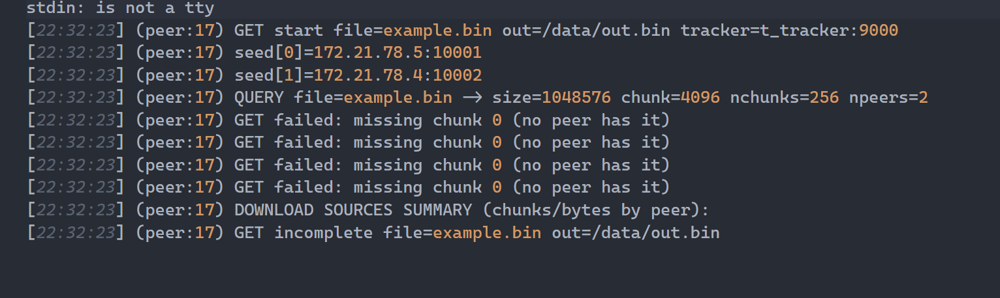 stdin: is not a tty
[22:32:23] (peer:17) GET start file=example.bin out=/data/out.bin tracker=t_tracker:9000
[22:32:23] (peer:17) seed[0]=172.21.78.5:10001
[22:32:23] (peer:17) seed[1]=172.21.78.4:10002
[22:32:23] (peer:17) QUERY file=example.bin -> size=1048576 chunk=4096 nchunks=256 npeers=2
[22:32:23] (peer:17) GET failed: missing chunk 0 (no peer has it)
[22:32:23] (peer:17) GET failed: missing chunk 0 (no peer has it)
[22:32:23] (peer:17) GET failed: missing chunk 0 (no peer has it)
[22:32:23] (peer:17) GET failed: missing chunk 0 (no peer has it)
[22:32:23] (peer:17) DOWNLOAD SOURCES SUMMARY (chunks/bytes by peer):
[22:32:23] (peer:17) GET incomplete file=example.bin out=/data/out.bin